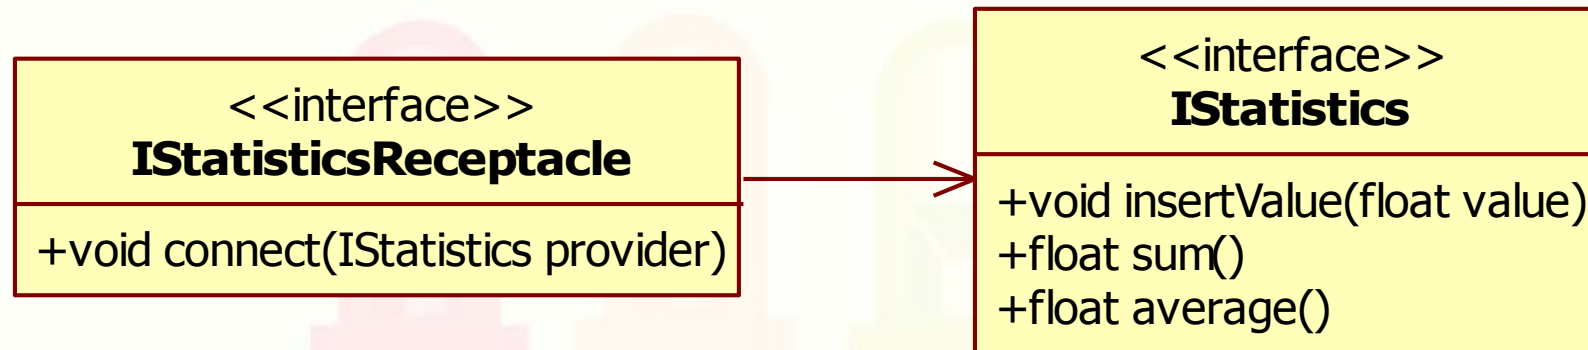 <<interface>>
IStatisticsReceptacle
+void connect(IStatistics provider)
<<interface>>
IStatistics
+void insertValue(float value)
+float sum()
+float average()